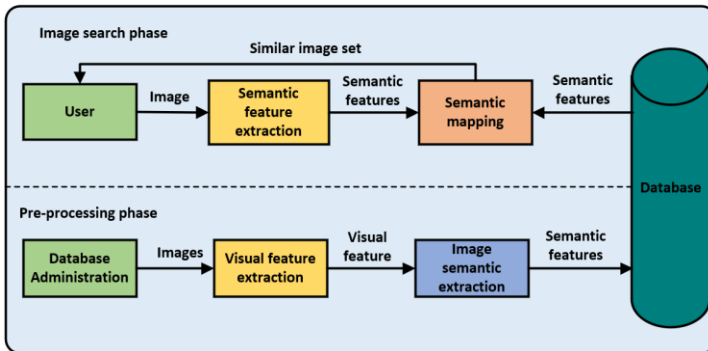 Image search phase
Similar image set
User
Image
Semantic
feature
extraction
Semantic
features
Semantic
mapping
Semantic
features
Database
Pre-processing phase
Database
Administration
Images
Visual feature
extraction
Visual
feature
Image
semantic
extraction
Semantic
features